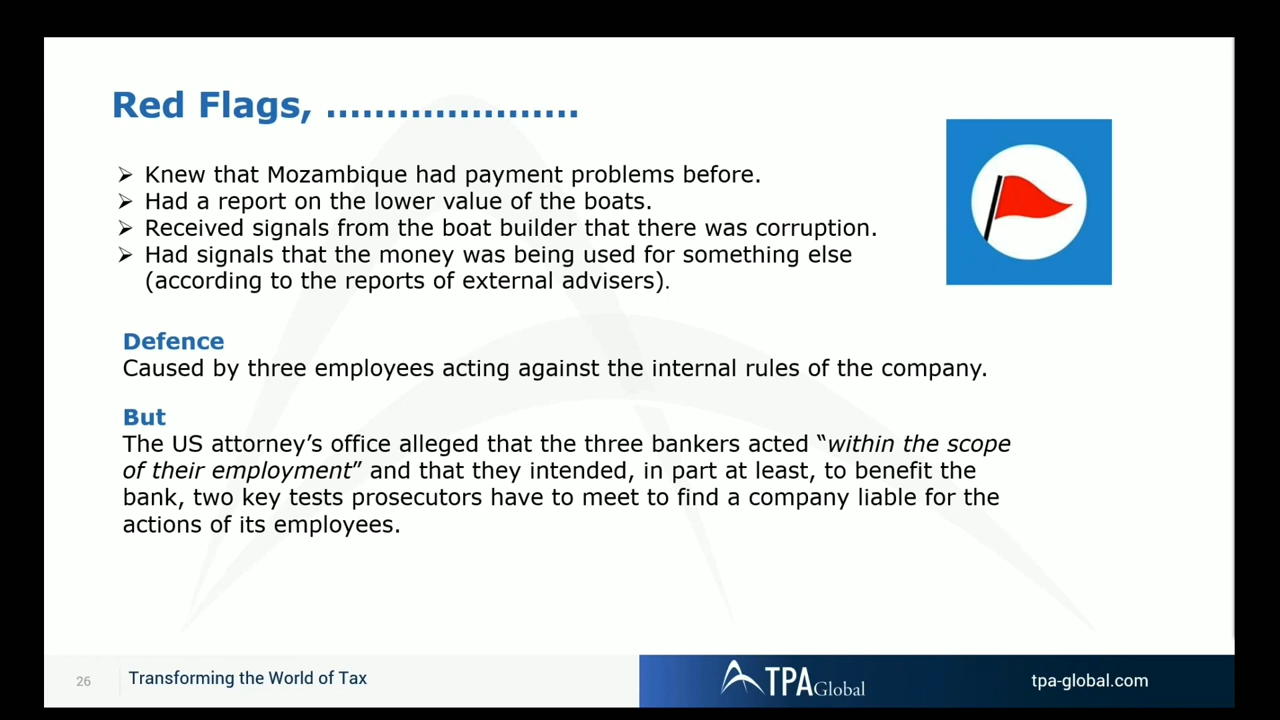 Red Flags, .....................
➢ Knew that Mozambique had payment problems before.
➢ Had a report on the lower value of the boats.
➢ Received signals from the boat builder that there was corruption.
➢ Had signals that the money was being used for something else
(according to the reports of external advisers).
Defence
Caused by three employees acting against the internal rules of the company.
But
The US attorney’s office alleged that the three bankers acted “within the scope
of their employment” and that they intended, in part at least, to benefit the
bank, two key tests prosecutors have to meet to find a company liable for the
actions of its employees.
26 Transforming the World of Tax
TPA Global
tpa-global.com